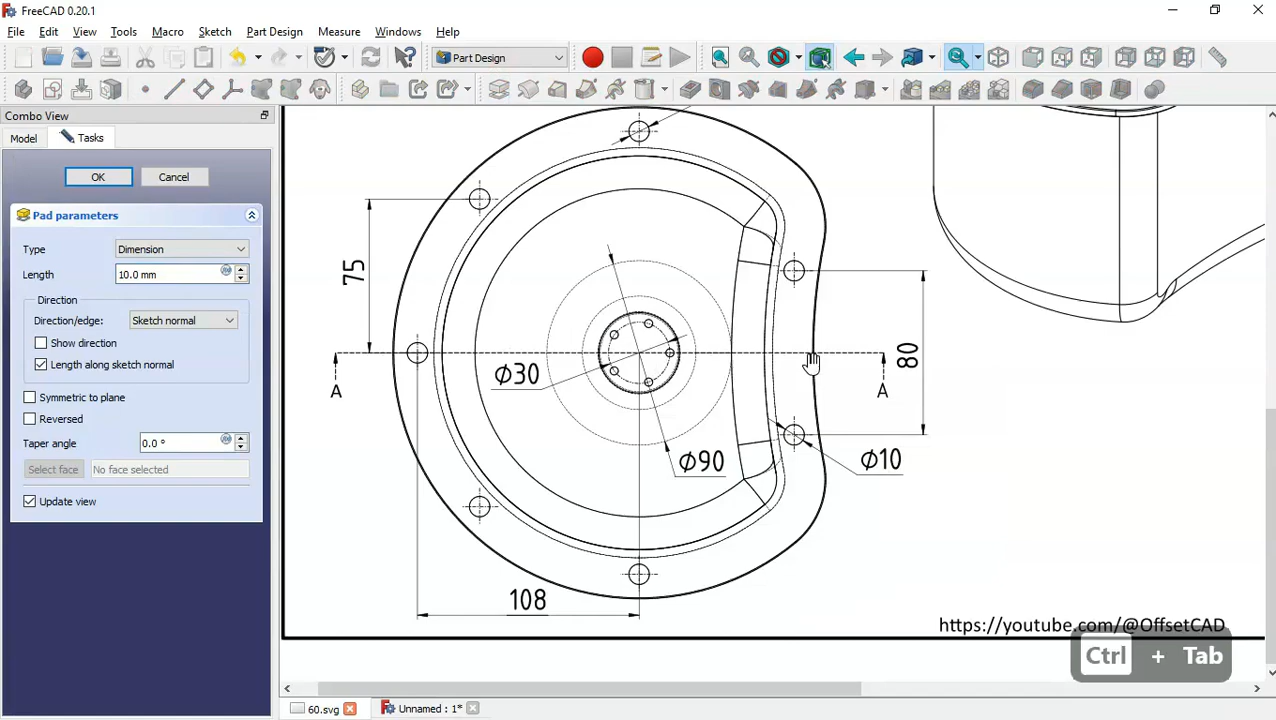 FreeCAD 0.20.1
File Edit View Tools Macro Sketch Part Design Measure Windows Help
Part Design
Combo View
Model Tasks
OK Cancel
Pad parameters
Type Dimension
Length 10.0 mm
Direction
Direction/edge: Sketch normal
Show direction
Length along sketch normal
Symmetric to plane
Reversed
Taper angle 0.0 °
Select face No face selected
Update view
75
80
Φ30
A
A
Φ90
Φ10
108
https://youtube.com/@OffsetCAD
Ctrl + Tab
60.svg Unnamed : 1*